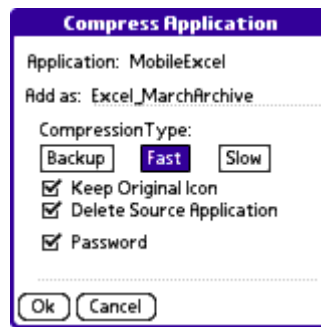 Compress Application
Application: MobileExcel
Add as: Excel_MarchArchive
CompressionType:
Backup Fast Slow
Keep Original Icon
Delete Source Application
Password
Ok Cancel